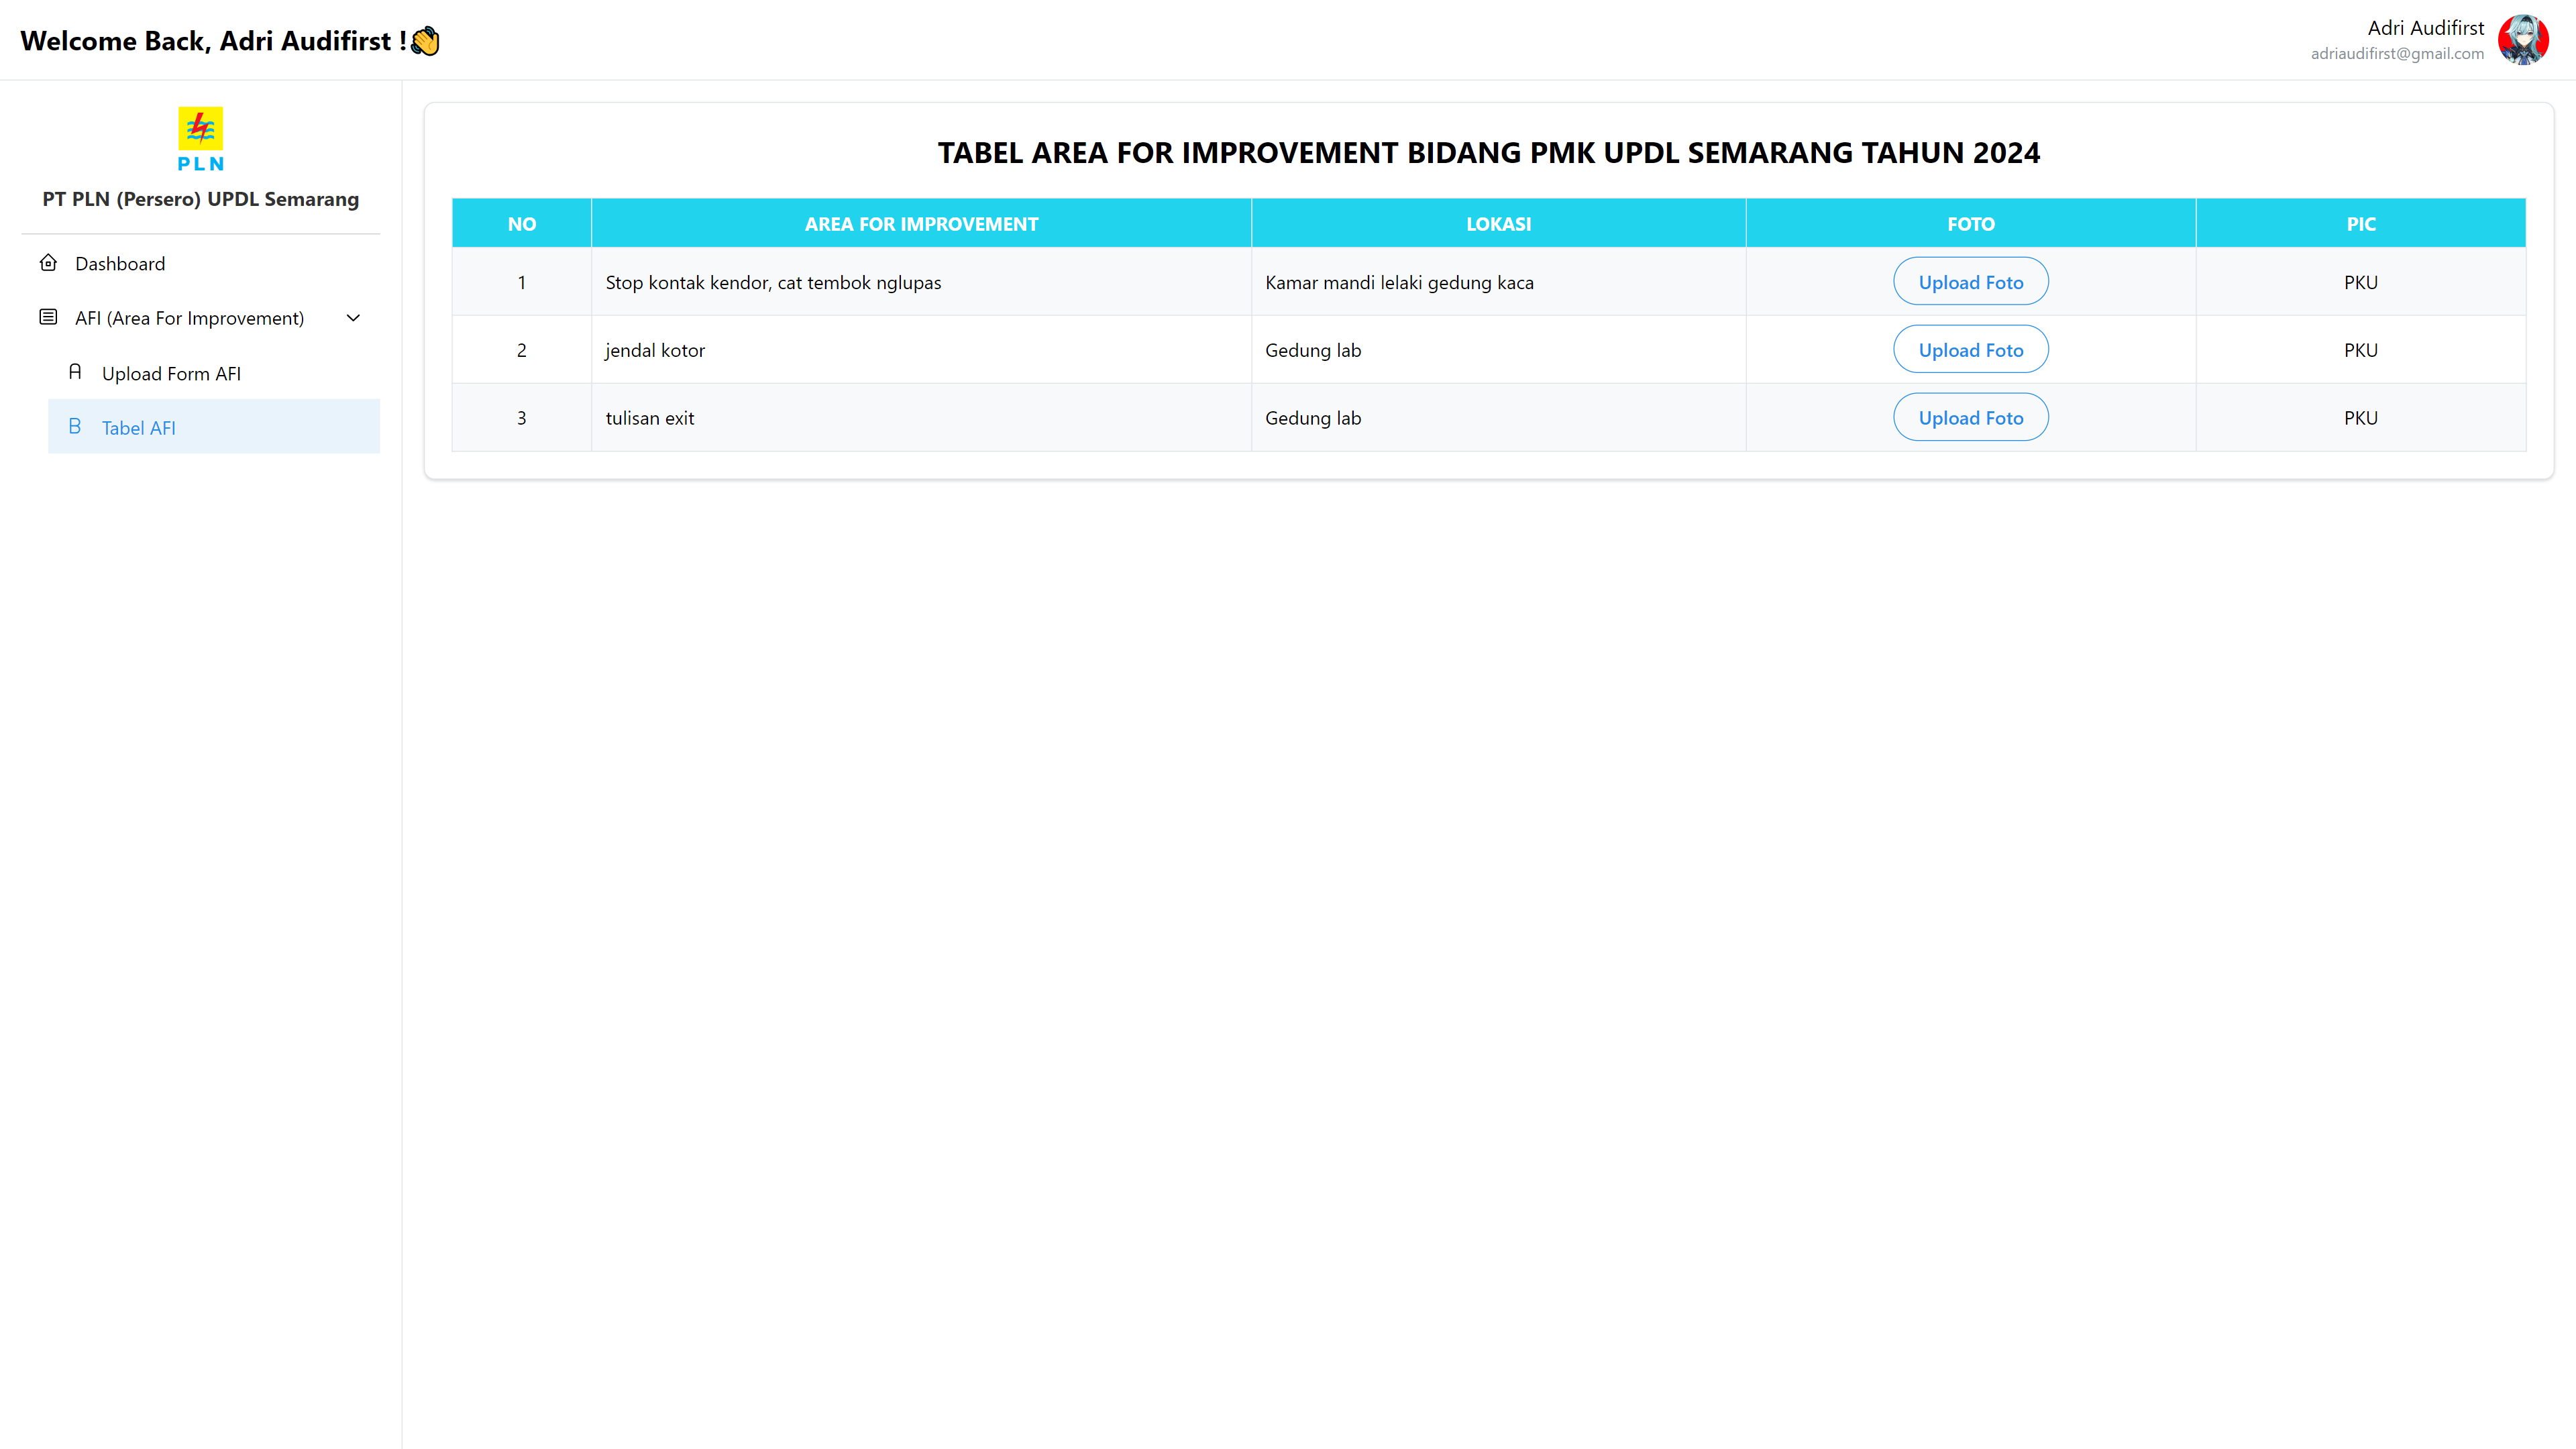 Welcome Back, Adri Audifirst !👋
Adri Audifirst
adriaudifirst@gmail.com
PLN
PT PLN (Persero) UPDL Semarang
Dashboard
AFI (Area For Improvement)
A Upload Form AFI
B Tabel AFI
TABEL AREA FOR IMPROVEMENT BIDANG PMK UPDL SEMARANG TAHUN 2024
NO AREA FOR IMPROVEMENT LOKASI FOTO PIC
1 Stop kontak kendor, cat tembok nglupas Kamar mandi lelaki gedung kaca Upload Foto PKU
2 jendal kotor Gedung lab Upload Foto PKU
3 tulisan exit Gedung lab Upload Foto PKU